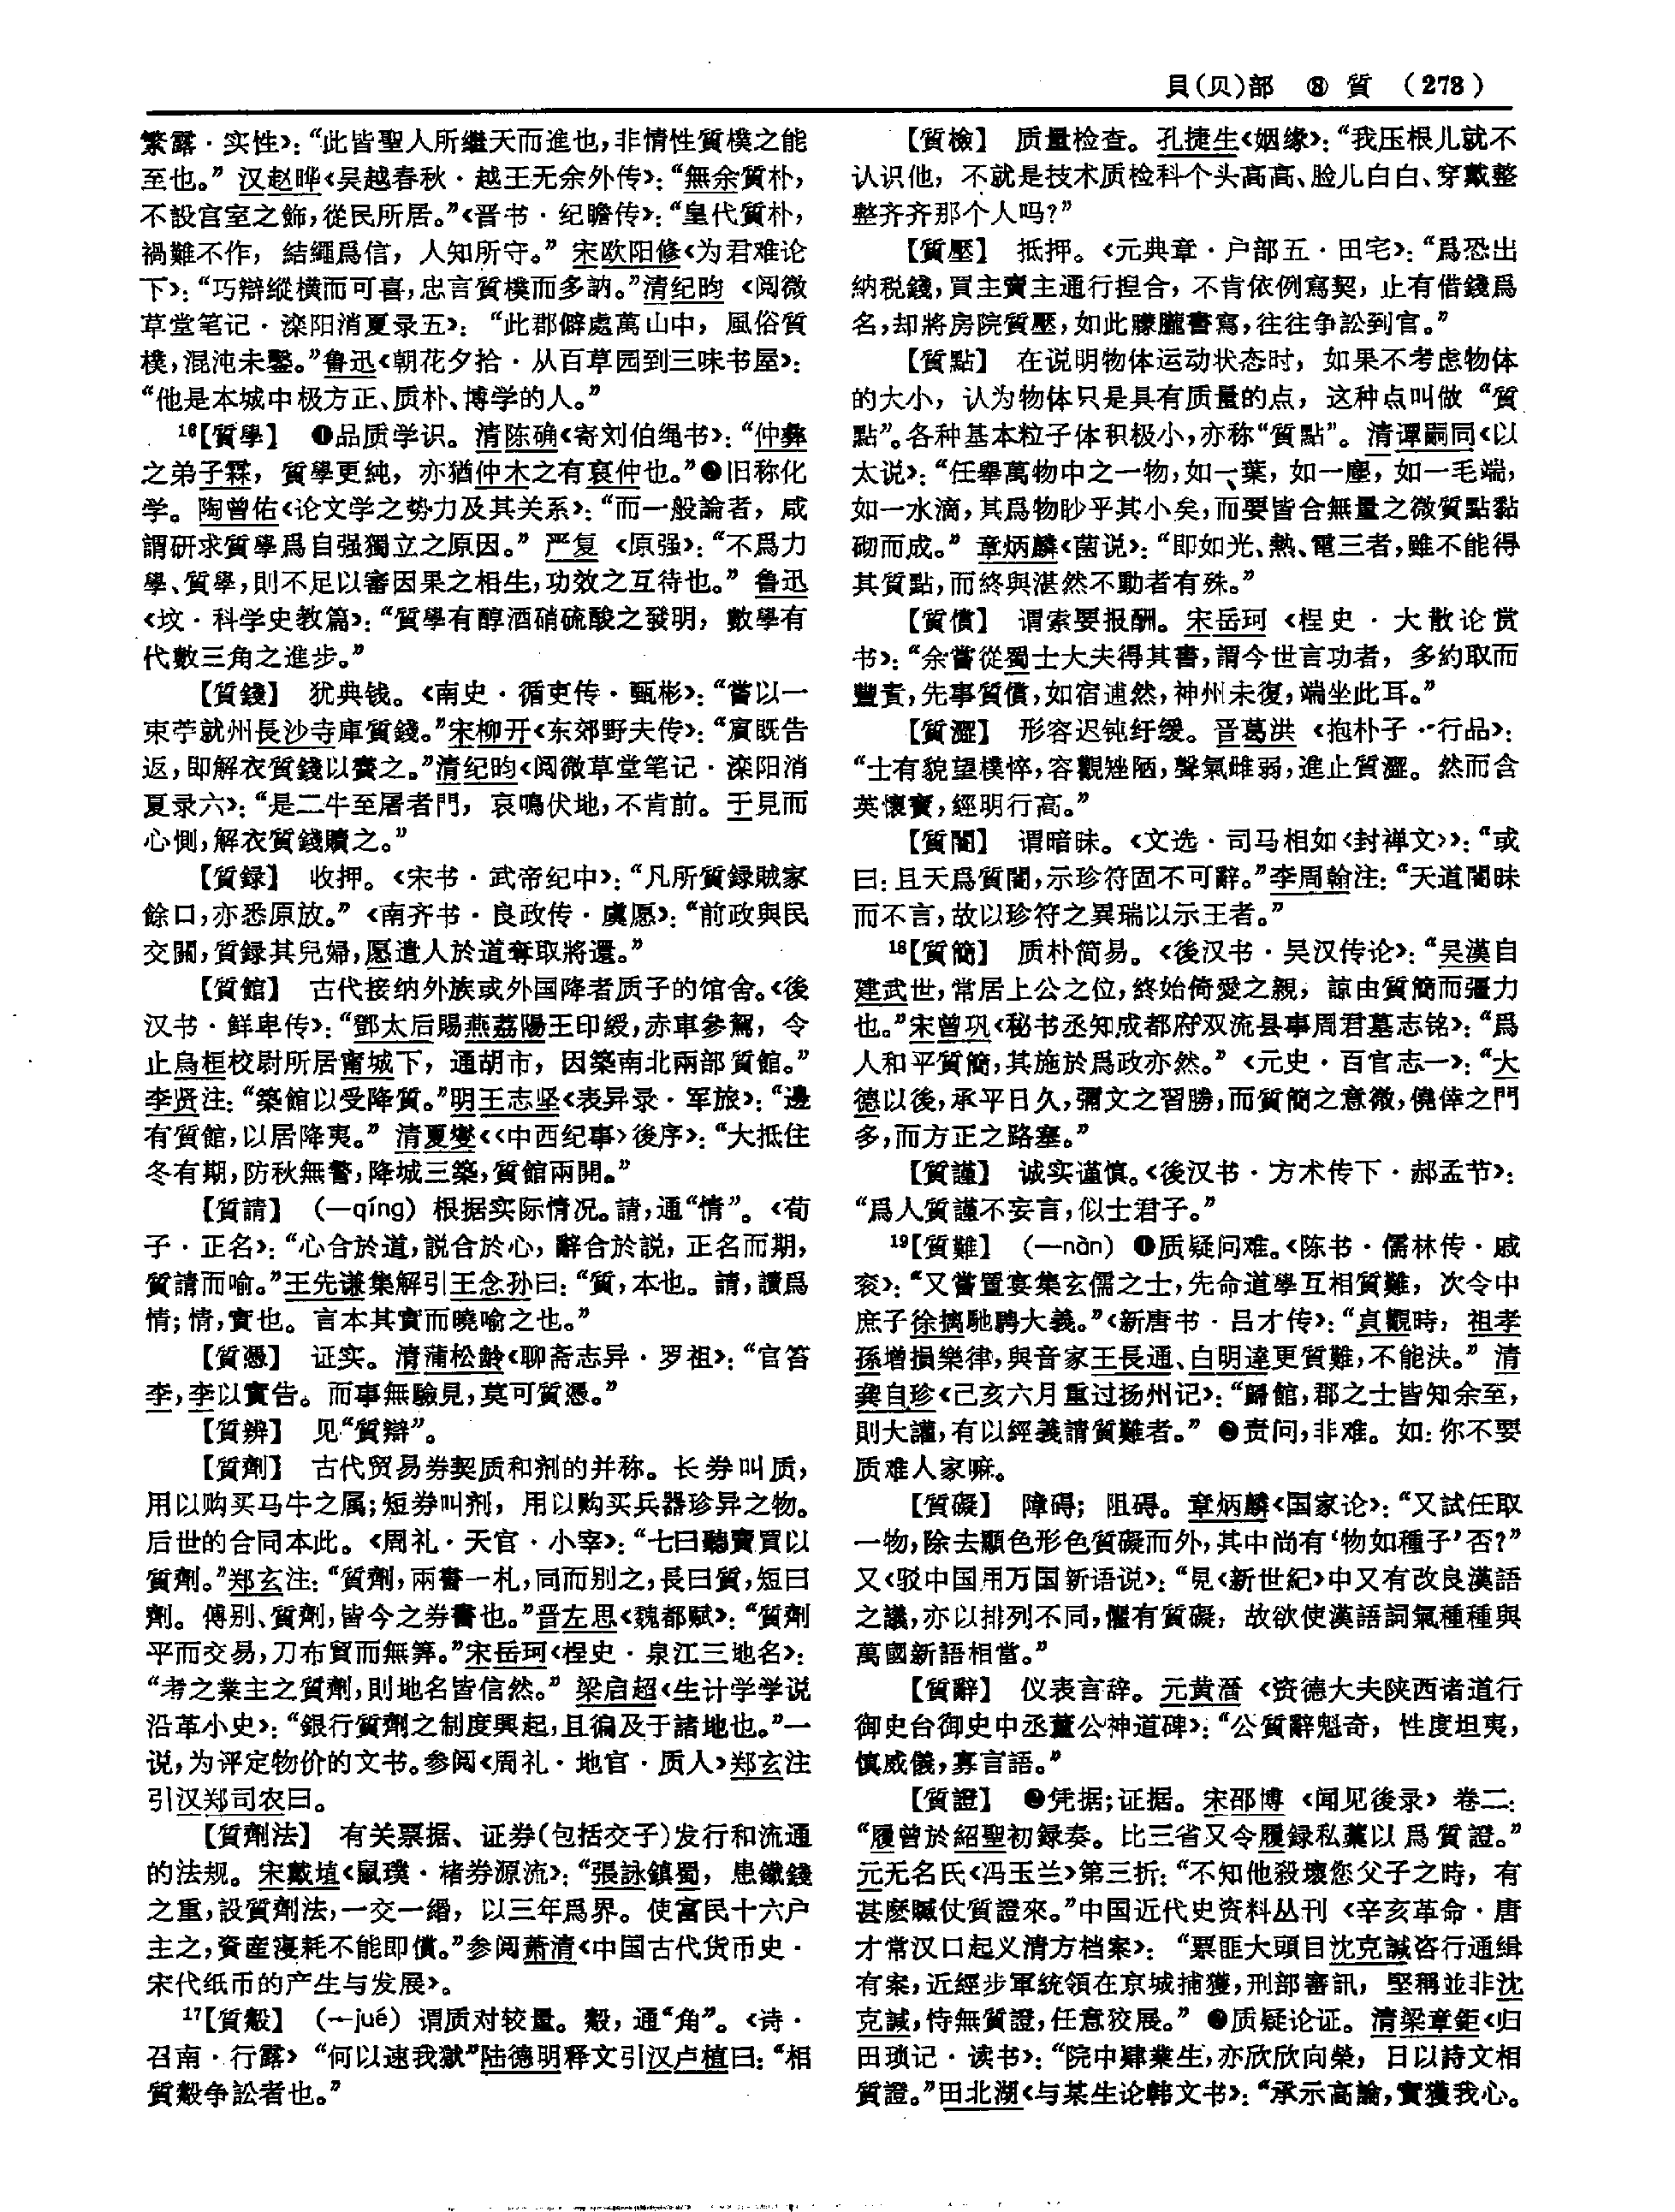 貝(贝)部 ⑧ 質 (273)
繁露·实性》：“此皆聖人所繼天而進也，非情性質樸之能
至也。”汉赵晔《吴越春秋·越王无余外传》：“無余質朴，
不設宫室之飾，從民所居。”《晋书·纪瞻传》：“皇代質朴，
禍難不作，結繩爲信，人知所守。”宋欧阳修《为君难论
下》：“巧辯縱横而可喜，忠言質樸而多訥。”清纪昀《阅微
草堂笔记·滦阳消夏录五》：“此郡僻處萬山中，風俗質
樸，混沌未鑿。”鲁迅《朝花夕拾·从百草园到三味书屋》：
“他是本城中极方正、质朴、博学的人。”
16【質學】 ❶品质学识。清陈确《寄刘伯绳书》：“仲彝
之弟子霖，質學更純，亦猶仲木之有哀仲也。”❷旧称化
学。陶曾佑《论文学之势力及其关系》：“而一般論者，咸
謂研求質學爲自强獨立之原因。”严复《原强》：“不爲力
學、質學，則不足以審因果之相生，功效之互待也。”鲁迅
《坟·科学史教篇》：“質學有醇酒硝硫酸之發明，數學有
代數三角之進步。”
【質錢】 犹典钱。《南史·循吏传·甄彬》：“嘗以一
束苧就州長沙寺庫質錢。”宋柳开《东郊野夫传》：“賓既告
返，即解衣質錢以賫之。”清纪昀《阅微草堂笔记·滦阳消
夏录六》：“是二牛至屠者門，哀鳴伏地，不肯前。于見而
心惻，解衣質錢贖之。”
【質録】 收押。《宋书·武帝纪中》：“凡所質録賊家
餘口，亦悉原放。”《南齐书·良政传·虞愿》：“前政與民
交關，質録其兒婦，愿遣人於道奪取將還。”
【質館】 古代接纳外族或外国降者质子的馆舍。《後
汉书·鲜卑传》：“鄧太后賜燕荔陽王印綬，赤車參駕，令
止烏桓校尉所居甯城下，通胡市，因築南北兩部質館。”
李贤注：“築館以受降質。”明王志坚《表异录·军旅》：“邊
有質館，以居降夷。”清夏燮《〈中西纪事〉後序》：“大抵住
冬有期，防秋無警，降城三築，質館兩開。”
【質請】 （—qíng）根据实际情况。請，通“情”。《荀
子·正名》：“心合於道，説合於心，辭合於説，正名而期，
質請而喻。”王先谦集解引王念孙曰：“質，本也。請，讀爲
情；情，實也。言本其實而曉喻之也。”
【質憑】 证实。清蒲松龄《聊斋志异·罗祖》：“官笞
李，李以實告。而事無驗見，莫可質憑。”
【質辨】 见“質辯”。
【質劑】 古代贸易券契质和剂的并称。长券叫质，
用以购买马牛之属；短券叫剂，用以购买兵器珍异之物。
后世的合同本此。《周礼·天官·小宰》：“七曰聽賣買以
質劑。”郑玄注：“質劑，兩書一札，同而别之，長曰質，短曰
劑。傅别、質劑，皆今之券書也。”晋左思《魏都赋》：“質劑
平而交易，刀布貿而無筭。”宋岳珂《桯史·泉江三地名》：
“考之業主之質劑，則地名皆信然。”梁启超《生计学学说
沿革小史》：“銀行質劑之制度興起，且徧及于諸地也。”一
说，为评定物价的文书。参阅《周礼·地官·质人》郑玄注
引汉郑司农曰。
【質劑法】 有关票据、证券(包括交子)发行和流通
的法规。宋戴埴《鼠璞·楮券源流》：“張詠鎮蜀，患鐵錢
之重，設質劑法，一交一緡，以三年爲界。使富民十六户
主之，資産寖耗不能即償。”参阅萧清《中国古代货币史·
宋代纸币的产生与发展》。
17【質觳】 （—jué）谓质对较量。觳，通“角”。《诗·
召南·行露》“何以速我獄”陆德明释文引汉卢植曰：“相
質觳争訟者也。”
【質檢】 质量检查。孔捷生《姻缘》：“我压根儿就不
认识他，不就是技术质检科个头高高、脸儿白白、穿戴整
整齐齐那个人吗？”
【質壓】 抵押。《元典章·户部五·田宅》：“爲恐出
納税錢，買主賣主通行捏合，不肯依例寫契，止有借錢爲
名，却將房院質壓，如此朦朧書寫，往往争訟到官。”
【質點】 在说明物体运动状态时，如果不考虑物体
的大小，认为物体只是具有质量的点，这种点叫做“質
點”。各种基本粒子体积极小，亦称“質點”。清谭嗣同《以
太说》：“任舉萬物中之一物，如一葉，如一塵，如一毛端，
如一水滴，其爲物眇乎其小矣，而要皆合無量之微質點黏
砌而成。”章炳麟《菌说》：“即如光、熱、電三者，雖不能得
其質點，而終與湛然不動者有殊。”
【質償】 谓索要报酬。宋岳珂《桯史·大散论赏
书》：“余嘗從蜀士大夫得其書，謂今世言功者，多約取而
豐責，先事質償，如宿逋然，神州未復，端坐此耳。”
【質澀】 形容迟钝纡缓。晋葛洪《抱朴子·行品》：
“士有貌望樸悴，容觀矬陋，聲氣雌弱，進止質澀。然而含
英懷寶，經明行高。”
【質闇】 谓暗昧。《文选·司马相如〈封禅文〉》：“或
曰：且天爲質闇，示珍符固不可辭。”李周翰注：“天道闇昧
而不言，故以珍符之異瑞以示王者。”
18【質簡】 质朴简易。《後汉书·吴汉传论》：“吴漢自
建武世，常居上公之位，終始倚愛之親，諒由質簡而彊力
也。”宋曾巩《秘书丞知成都府双流县事周君墓志铭》：“爲
人和平質簡，其施於爲政亦然。”《元史·百官志一》：“大
德以後，承平日久，彌文之習勝，而質簡之意微，僥倖之門
多，而方正之路塞。”
【質謹】 诚实谨慎。《後汉书·方术传下·郝孟节》：
“爲人質謹不妄言，似士君子。”
19【質難】 （—nàn）❶质疑问难。《陈书·儒林传·戚
衮》：“又嘗置宴集玄儒之士，先命道學互相質難，次令中
庶子徐摛馳騁大義。”《新唐书·吕才传》：“貞觀時，祖孝
孫增損樂律，與音家王長通、白明達更質難，不能決。”清
龚自珍《己亥六月重过扬州记》：“歸館，郡之士皆知余至，
則大讙，有以經義請質難者。”❷责问，非难。如：你不要
质难人家嘛。
【質礙】 障碍；阻碍。章炳麟《国家论》：“又試任取
一物，除去顯色形色質礙而外，其中尚有‘物如種子’否？”
又《驳中国用万国新语说》：“見《新世紀》中又有改良漢語
之議，亦以排列不同，懼有質礙，故欲使漢語詞氣種種與
萬國新語相當。”
【質辭】 仪表言辞。元黄溍《资德大夫陕西诸道行
御史台御史中丞董公神道碑》：“公質辭魁奇，性度坦夷，
慎威儀，寡言語。”
【質證】 ❷凭据；证据。宋邵博《闻见後录》卷二：
“履曾於紹聖初録奏。比三省又令履録私藁以爲質證。”
元无名氏《冯玉兰》第三折：“不知他殺壞您父子之時，有
甚麽贓仗質證來。”中国近代史资料丛刊《辛亥革命·唐
才常汉口起义清方档案》：“票匪大頭目沈克諴咨行通緝
有案，近經步軍統領在京城捕獲，刑部審訊，堅稱並非沈
克諴，恃無質證，任意狡展。”❷质疑论证。清梁章鉅《归
田琐记·读书》：“院中肄業生，亦欣欣向榮，日以詩文相
質證。”田北湖《与某生论韩文书》：“承示高論，實獲我心。